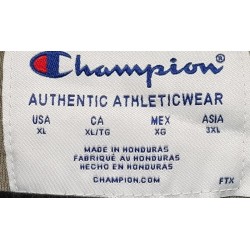 Champion
AUTHENTIC ATHLETICWEAR
USA CA MEX ASIA
XL XL/TG XG 3XL
MADE IN HONDURAS
FABRIQUÉ AU HONDURAS
HECHO EN HONDURAS
CHAMPION.COM FTX